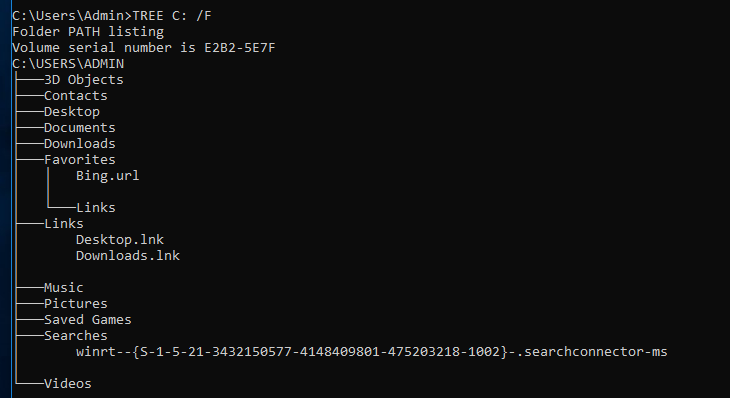 C:\Users\Admin>TREE C: /F
Folder PATH listing
Volume serial number is E2B2-5E7F
C:\USERS\ADMIN
├───3D Objects
├───Contacts
├───Desktop
├───Documents
├───Downloads
├───Favorites
│   │   Bing.url
│   │
│   └───Links
├───Links
│       Desktop.lnk
│       Downloads.lnk
│
├───Music
├───Pictures
├───Saved Games
├───Searches
│       winrt--{S-1-5-21-3432150577-4148409801-475203218-1002}-.searchconnector-ms
│
└───Videos